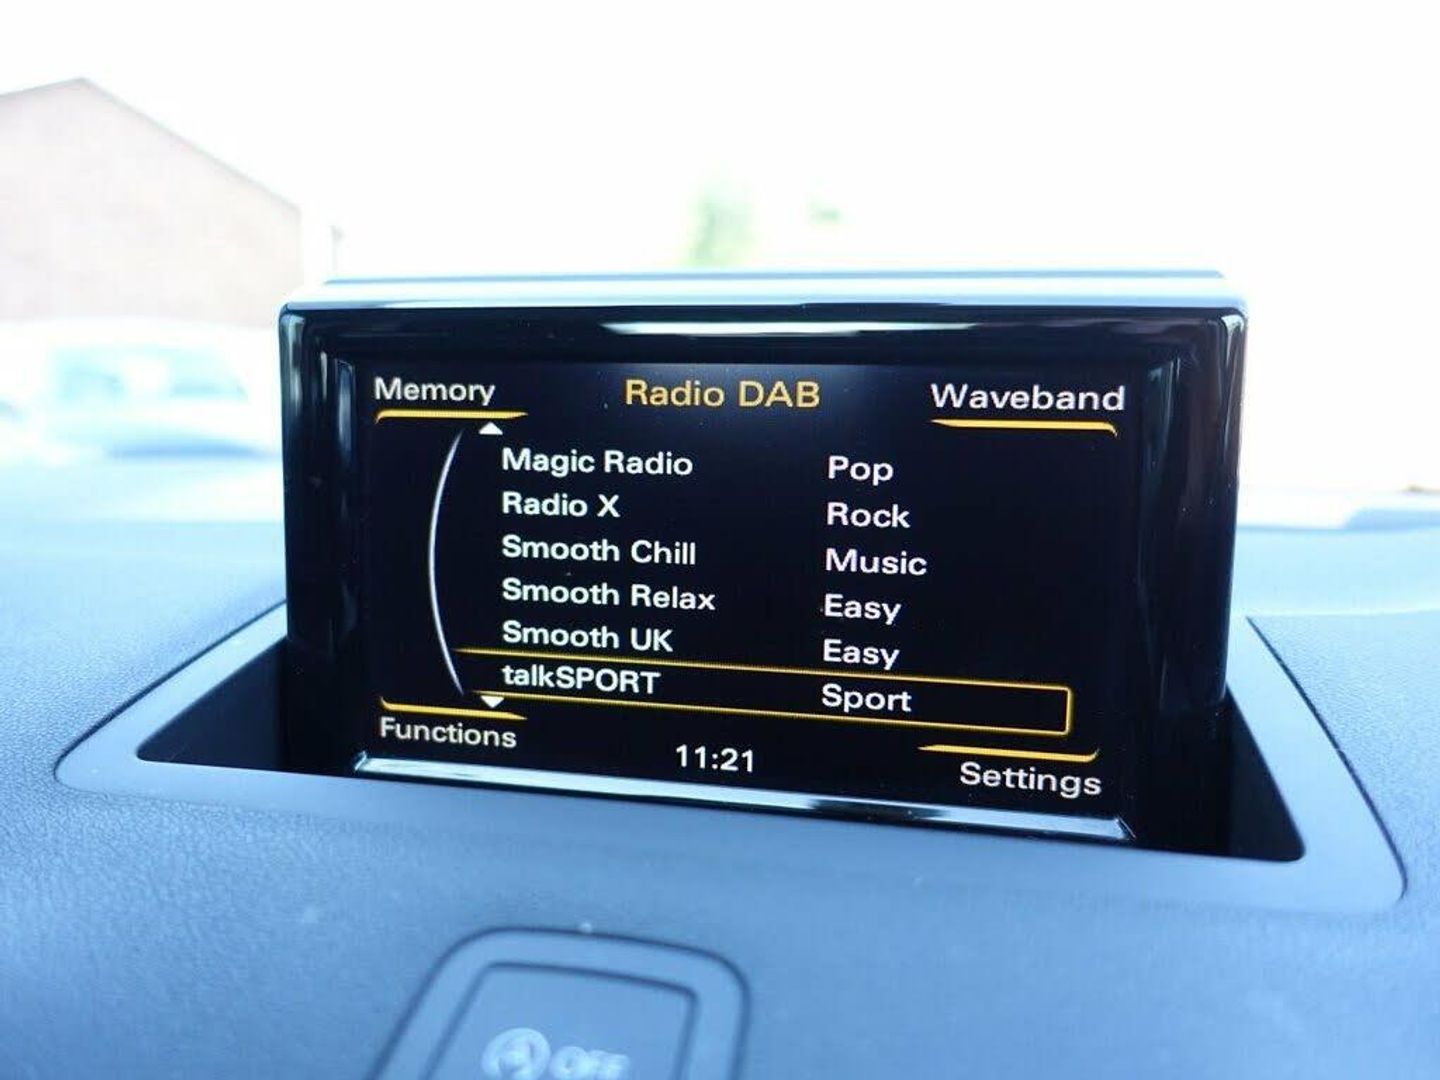 Memory Radio DAB Waveband
Magic Radio Pop
Radio X Rock
Smooth Chill Music
Smooth Relax Easy
Smooth UK Easy
talkSPORT Sport
Functions 11:21 Settings
OFF